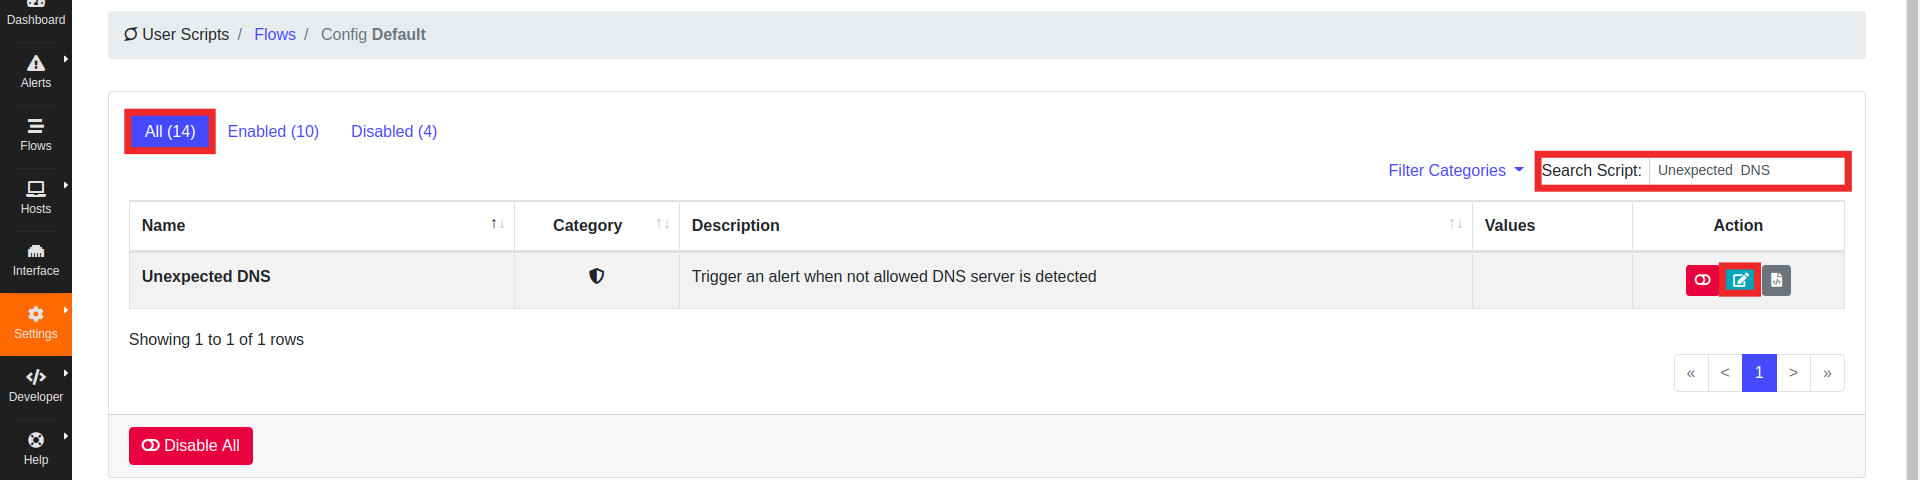 Dashboard
Alerts
Flows
Hosts
Interface
Settings
Developer
Help
User Scripts / Flows / Config Default
All (14) Enabled (10) Disabled (4)
Filter Categories Search Script: Unexpected DNS
Name Category Description Values Action
Unexpected DNS Trigger an alert when not allowed DNS server is detected
Showing 1 to 1 of 1 rows
« < 1 > »
Disable All